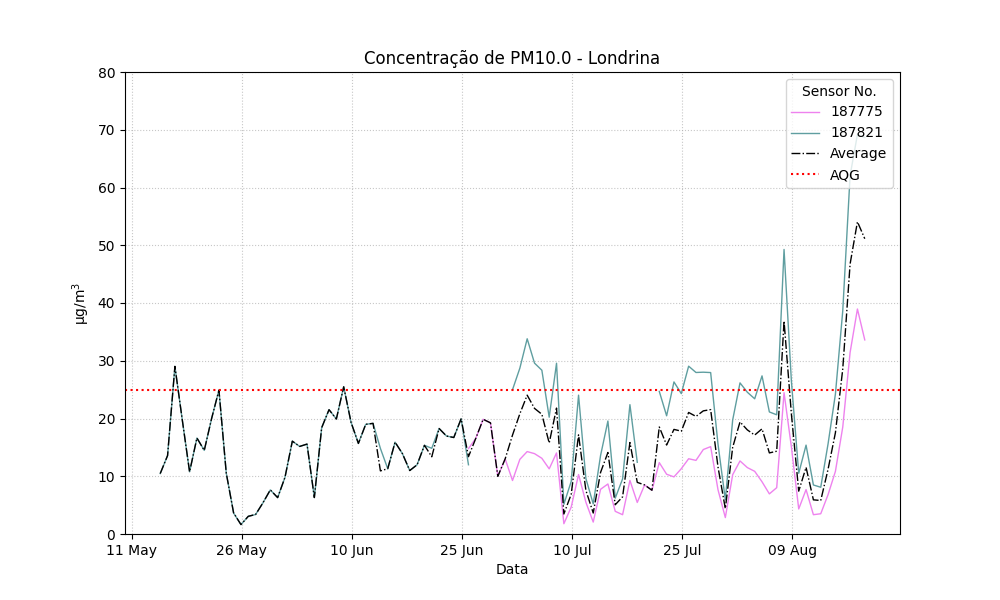 Concentração de PM10.0 - Londrina
Sensor No.
187775
187821
Average
AQG
80
70
60
50
40
30
20
10
0
µg/m³
11 May
26 May
10 Jun
25 Jun
10 Jul
25 Jul
09 Aug
Data